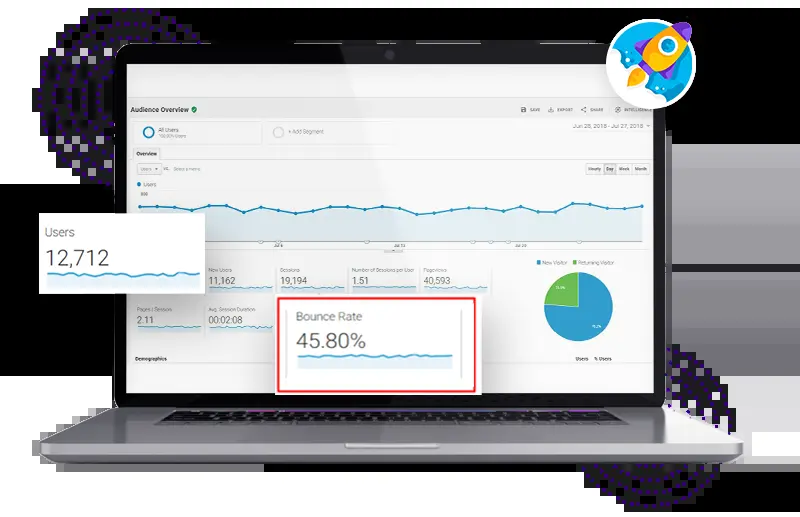 Audience Overview
SAVE EXPORT SHARE INTELLIGENCE
All Users
+ Add Segment
Jun 28, 2018 - Jul 27, 2018
Overview
Users VS. Select a metric
Hourly Day Week Month
Users
Users
12,712
New Users
11,162
Sessions
19,194
Number of Sessions per User
1.51
Pageviews
40,593
New Visitor Returning Visitor
Pages / Session
2.11
Avg. Session Duration
00:02:08
Bounce Rate
45.80%
Demographics
Users % Users